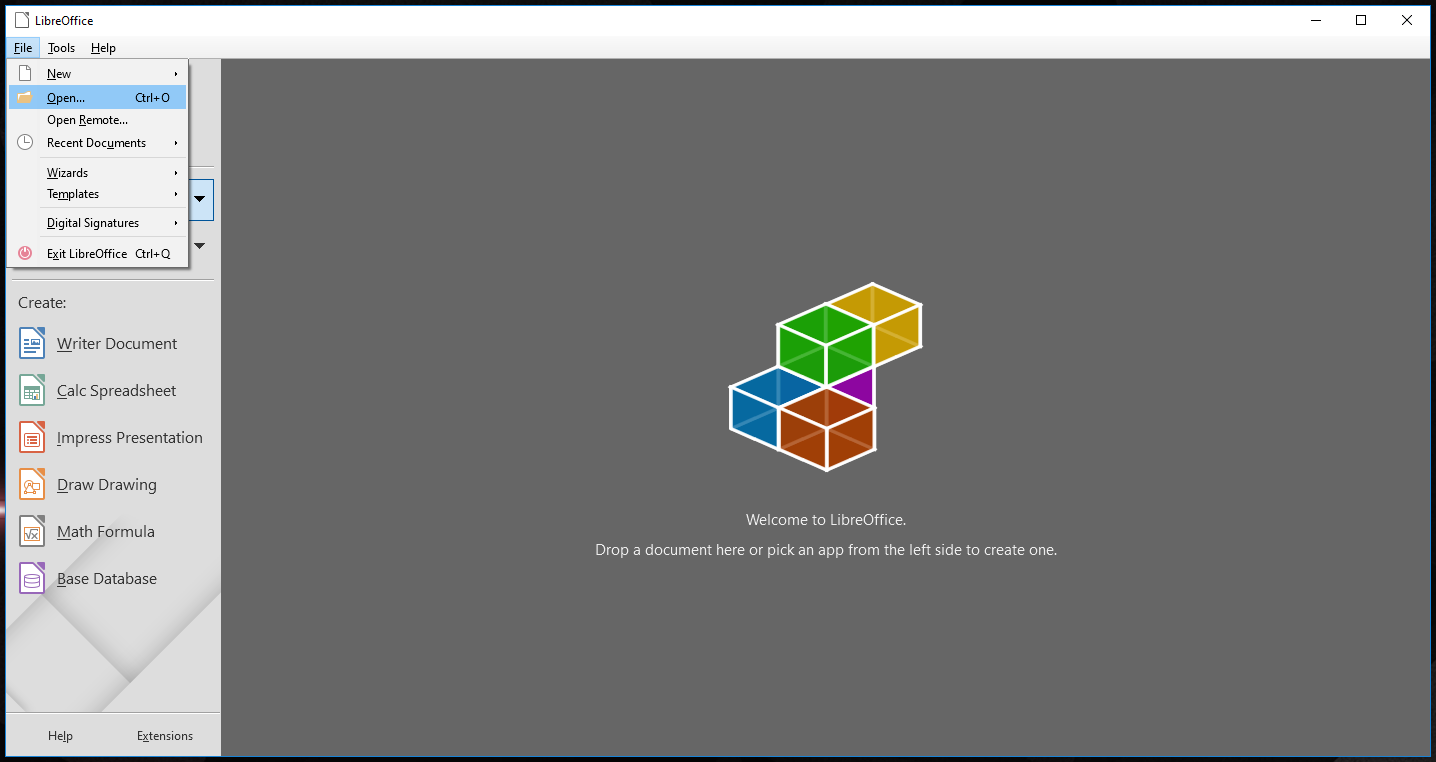 LibreOffice
File Tools Help
New
Open... Ctrl+O
Open Remote...
Recent Documents
Wizards
Templates
Digital Signatures
Exit LibreOffice Ctrl+Q
Create:
Writer Document
Calc Spreadsheet
Impress Presentation
Draw Drawing
Math Formula
Base Database
Help Extensions
Welcome to LibreOffice.
Drop a document here or pick an app from the left side to create one.